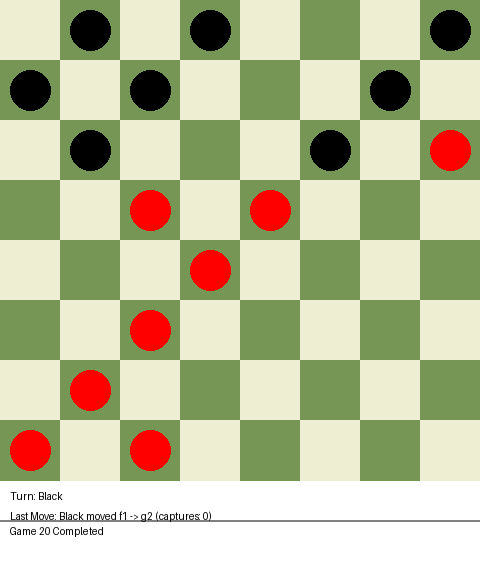 Turn: Black
Last Move: Black moved f1 -> g2 (captures: 0)
Game 20 Completed